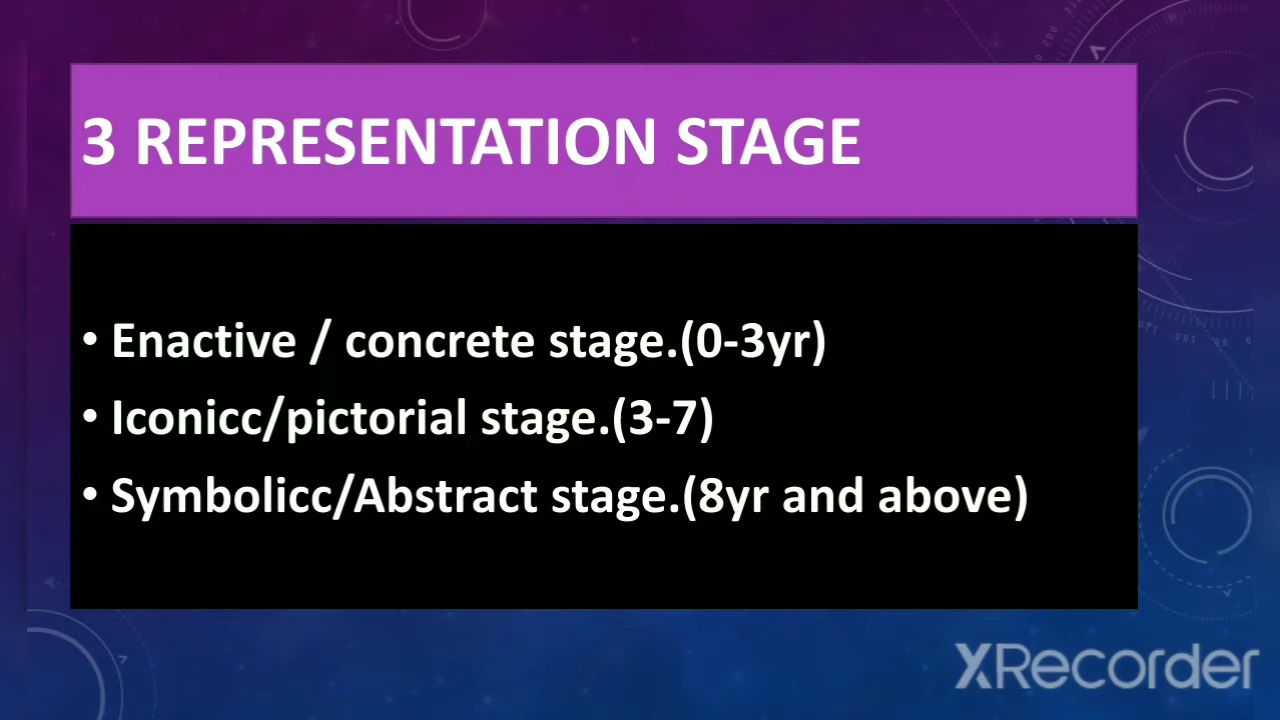 3 REPRESENTATION STAGE
• Enactive / concrete stage.(0-3yr)
• Iconicc/pictorial stage.(3-7)
• Symbolicc/Abstract stage.(8yr and above)
XRecorder